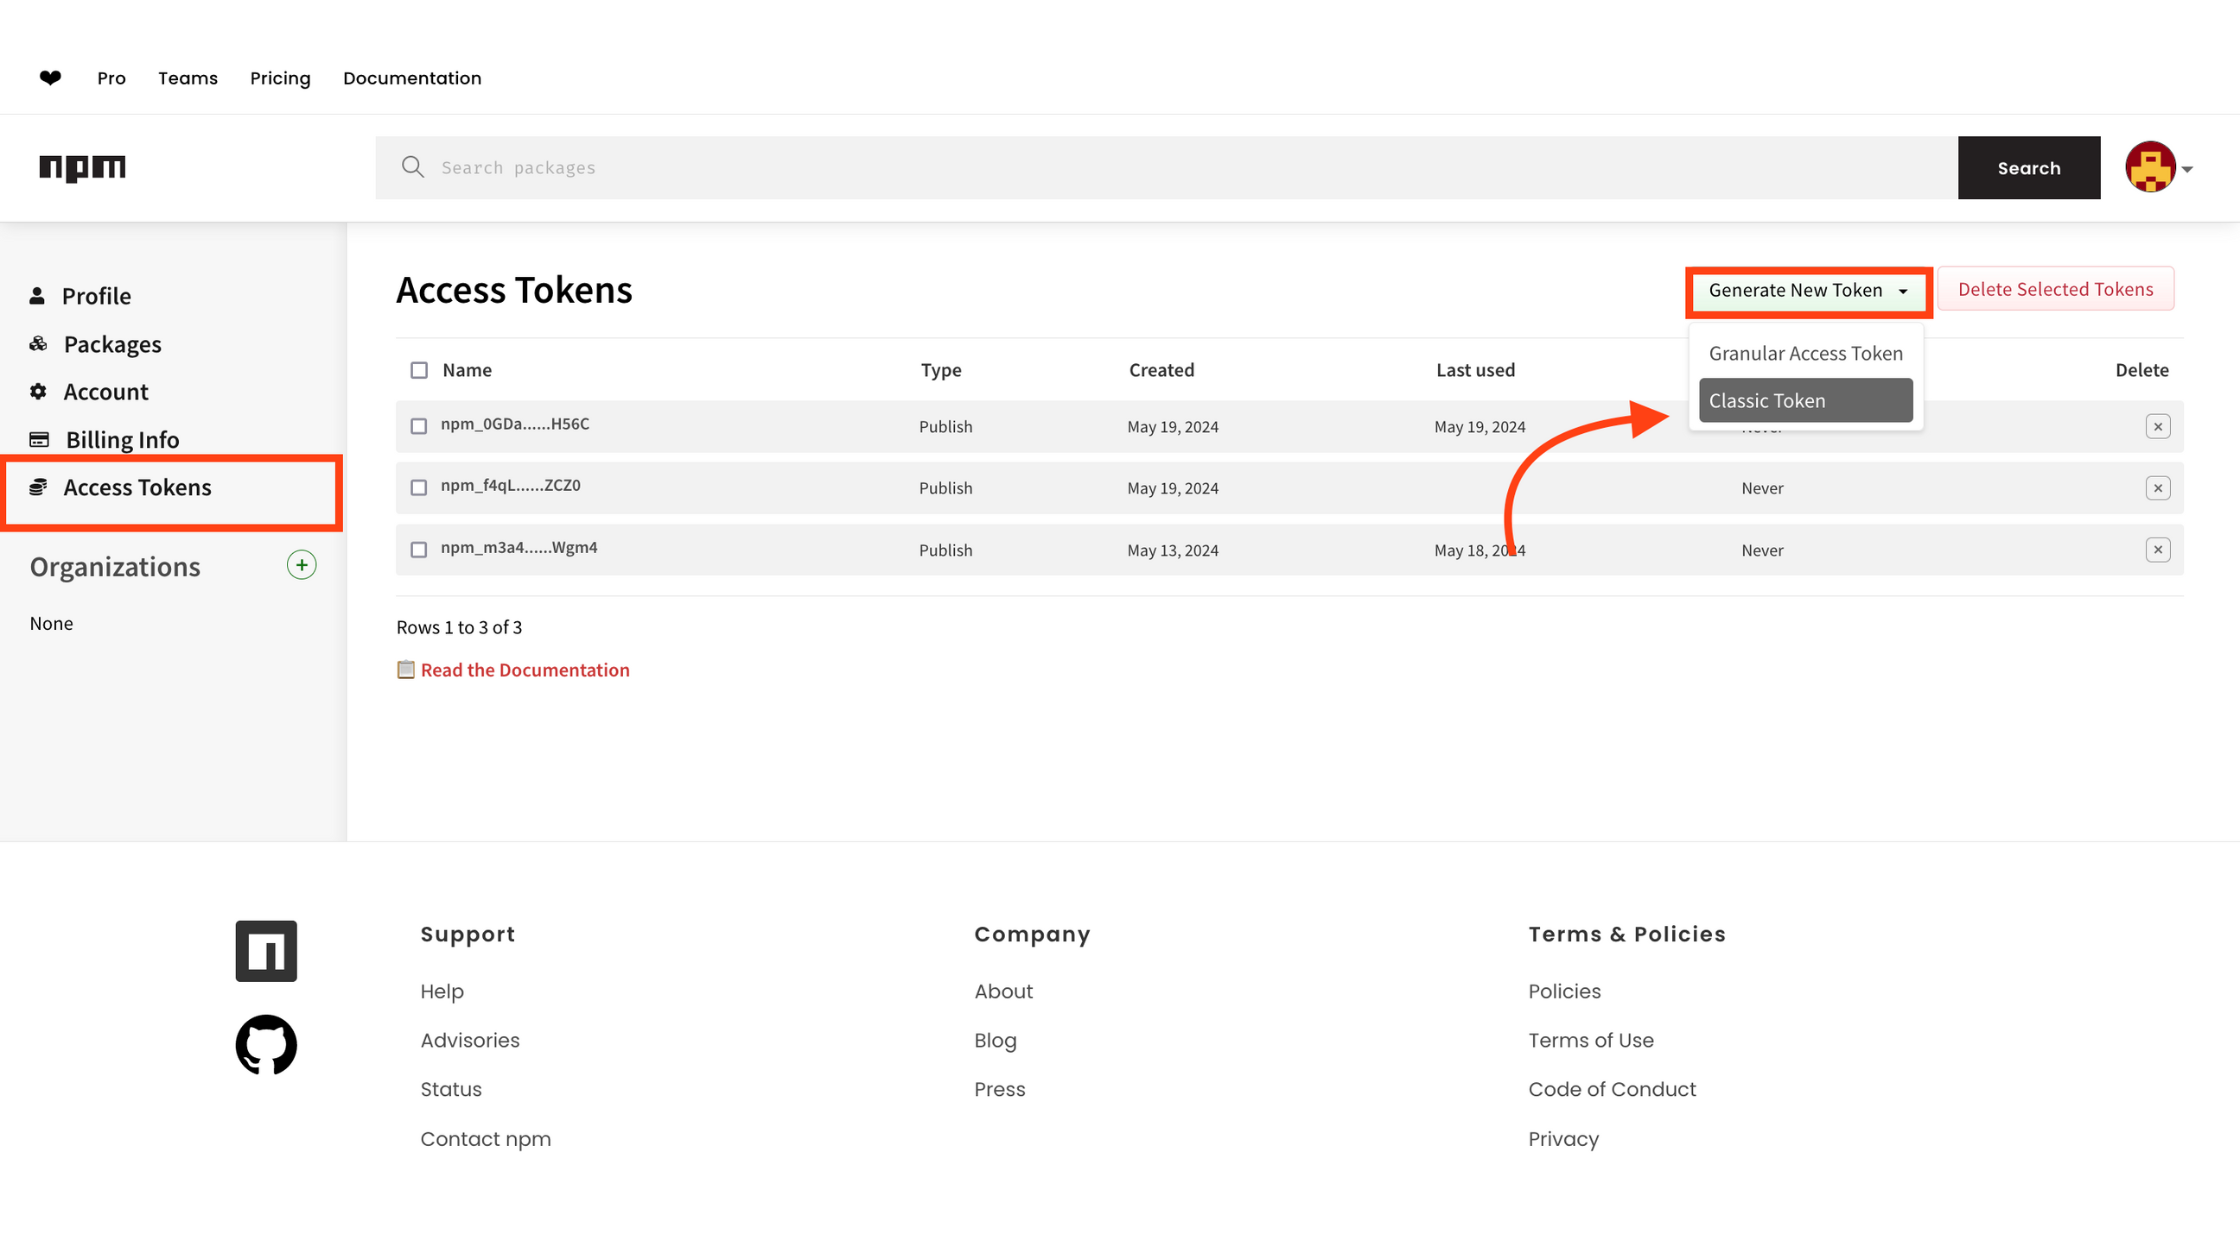 Pro Teams Pricing Documentation
npm
Search packages
Search
Profile
Packages
Account
Billing Info
Access Tokens
Organizations
None
Access Tokens
Generate New Token
Delete Selected Tokens
Granular Access Token
Classic Token
Name Type Created Last used Delete
npm_0GDa......H56C Publish May 19, 2024 May 19, 2024
npm_f4qL......ZCZ0 Publish May 19, 2024 Never
npm_m3a4......Wgm4 Publish May 13, 2024 May 18, 2024 Never
Rows 1 to 3 of 3
Read the Documentation
Support
Help
Advisories
Status
Contact npm
Company
About
Blog
Press
Terms & Policies
Policies
Terms of Use
Code of Conduct
Privacy